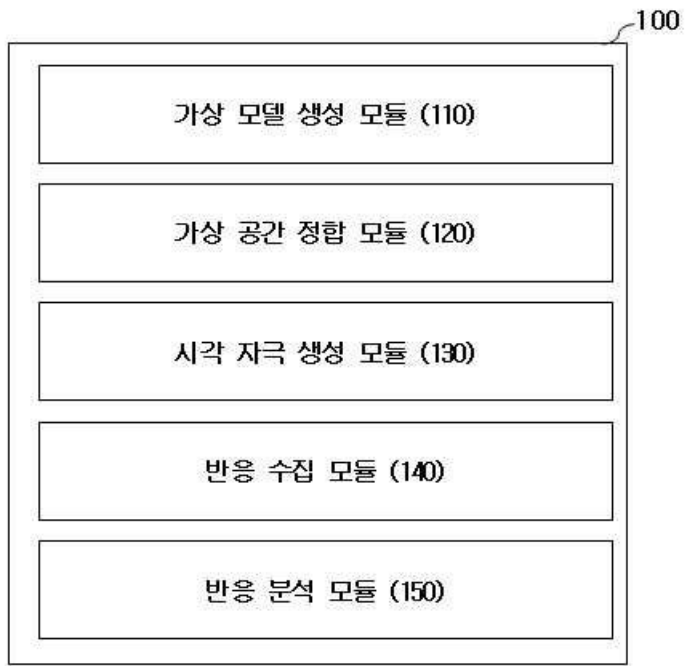 100
가상 모델 생성 모듈 (110)
가상 공간 정합 모듈 (120)
시각 자극 생성 모듈 (130)
반응 수집 모듈 (140)
반응 분석 모듈 (150)